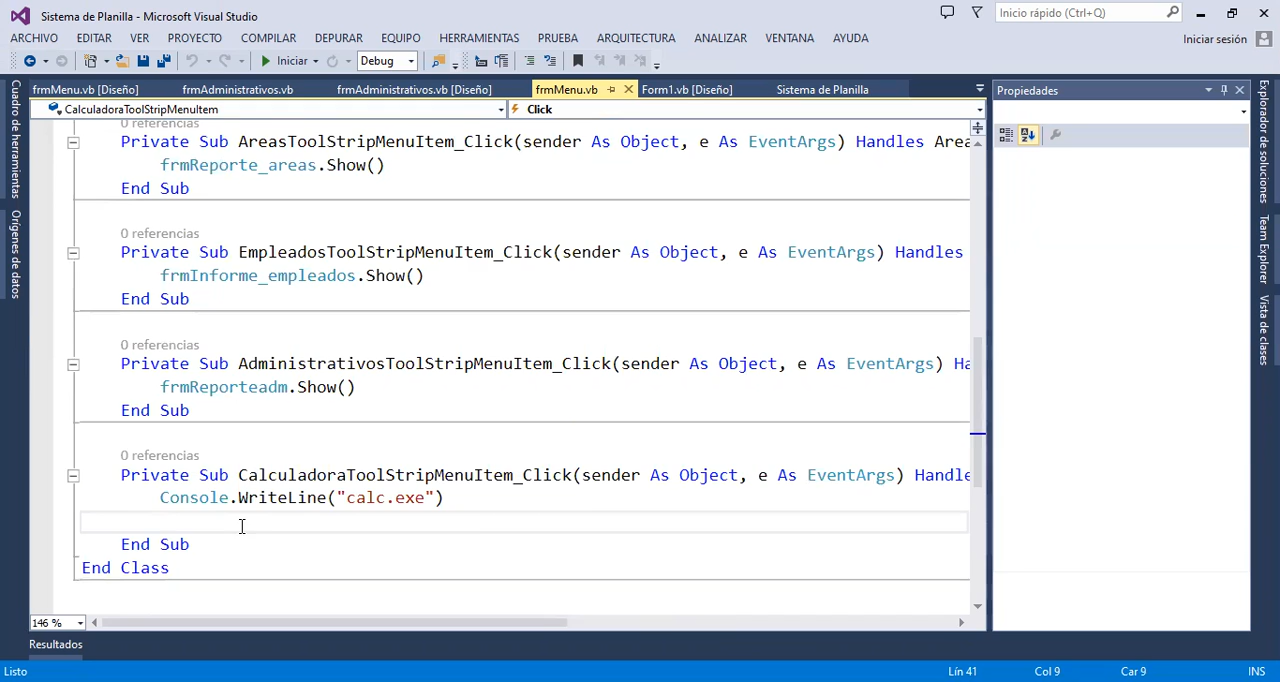 Sistema de Planilla - Microsoft Visual Studio
Inicio rápido (Ctrl+Q)
ARCHIVO EDITAR VER PROYECTO COMPILAR DEPURAR EQUIPO HERRAMIENTAS PRUEBA ARQUITECTURA ANALIZAR VENTANA AYUDA
Iniciar sesión
Iniciar Debug
frmMenu.vb [Diseño] frmAdministrativos.vb frmAdministrativos.vb [Diseño] frmMenu.vb Form1.vb [Diseño] Sistema de Planilla
Propiedades
CalculadoraToolStripMenuItem Click
Cuadro de herramientas
Orígenes de datos
0 referencias
Private Sub AreasToolStripMenuItem_Click(sender As Object, e As EventArgs) Handles Area
frmReporte_areas.Show()
End Sub
0 referencias
Private Sub EmpleadosToolStripMenuItem_Click(sender As Object, e As EventArgs) Handles
frmInforme_empleados.Show()
End Sub
0 referencias
Private Sub AdministrativosToolStripMenuItem_Click(sender As Object, e As EventArgs) Ha
frmReporteadm.Show()
End Sub
0 referencias
Private Sub CalculadoraToolStripMenuItem_Click(sender As Object, e As EventArgs) Handle
Console.WriteLine("calc.exe")
End Sub
End Class
Explorador de soluciones
Team Explorer
Vista de clases
146 %
Resultados
Listo Lín 41 Col 9 Car 9 INS